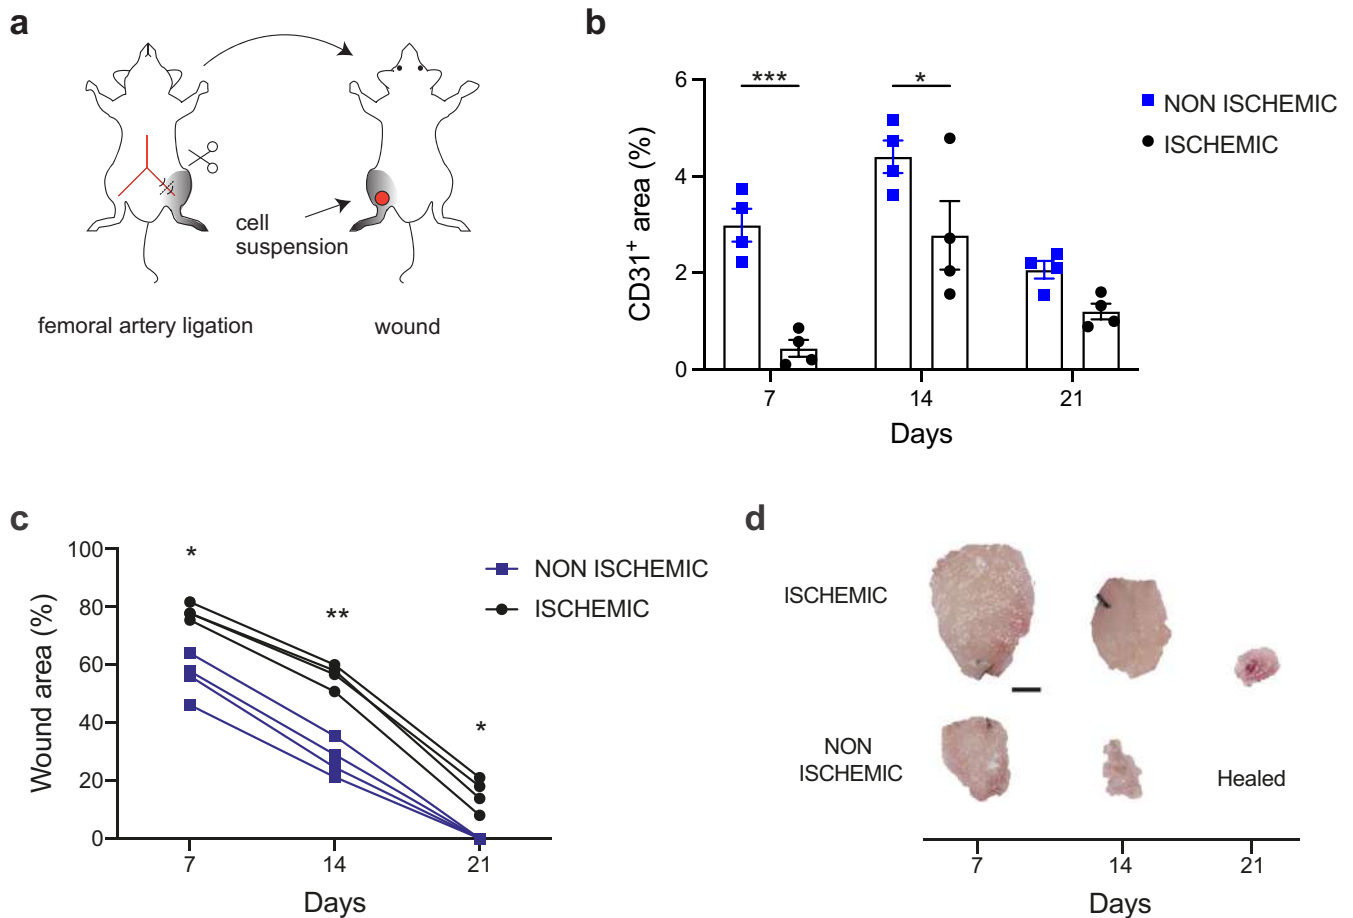 a
cell
suspension
femoral artery ligation
wound
b
6
4
2
0
CD31+ area (%)
***
*
7
14
21
Days
NON ISCHEMIC
ISCHEMIC
c
100
80
60
40
20
0
Wound area (%)
*
**
*
7
14
21
Days
NON ISCHEMIC
ISCHEMIC
d
ISCHEMIC
NON
ISCHEMIC
Healed
7
14
21
Days